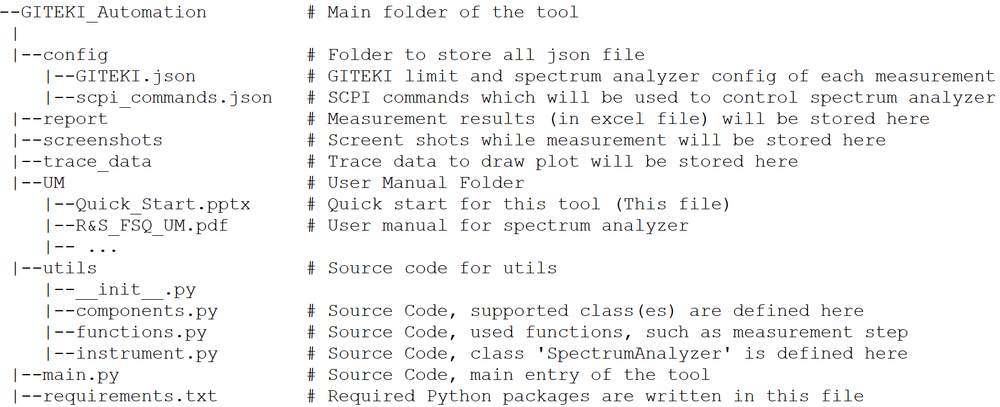 --GITEKI_Automation # Main folder of the tool
|
|--config # Folder to store all json file
|--GITEKI.json # GITEKI limit and spectrum analyzer config of each measurement
|--scpi_commands.json # SCPI commands which will be used to control spectrum analyzer
|--report # Measurement results (in excel file) will be stored here
|--screenshots # Screent shots while measurement will be stored here
|--trace_data # Trace data to draw plot will be stored here
|--UM # User Manual Folder
|--Quick_Start.pptx # Quick start for this tool (This file)
|--R&S_FSQ_UM.pdf # User manual for spectrum analyzer
|-- ...
|--utils # Source code for utils
|--__init__.py
|--components.py # Source Code, supported class(es) are defined here
|--functions.py # Source Code, used functions, such as measurement step
|--instrument.py # Source Code, class 'SpectrumAnalyzer' is defined here
|--main.py # Source Code, main entry of the tool
|--requirements.txt # Required Python packages are written in this file